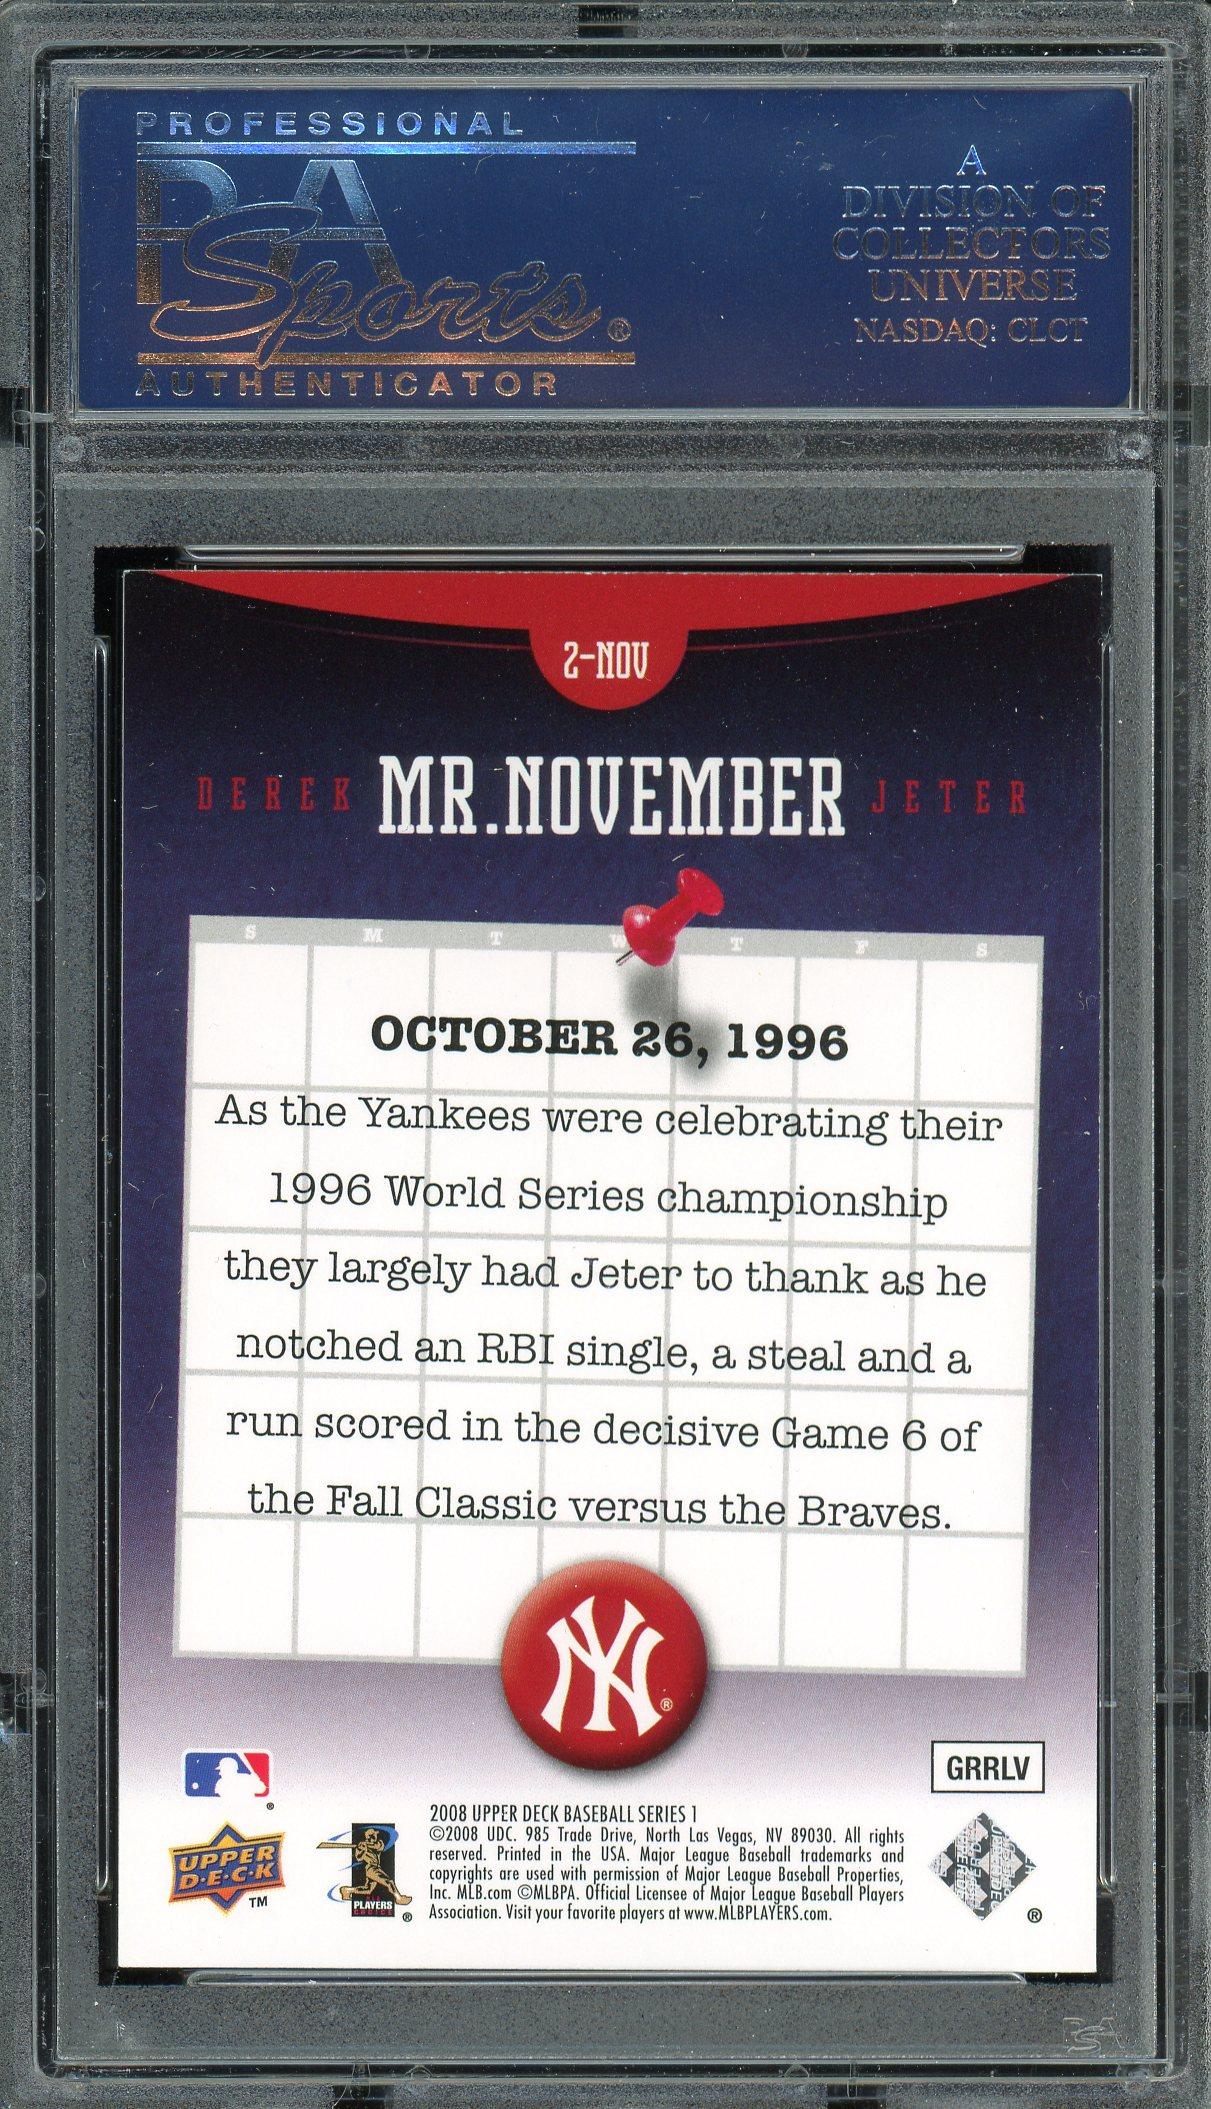 PROFESSIONAL
PSA
Sports®
AUTHENTICATOR
A
DIVISION OF
COLLECTORS
UNIVERSE
NASDAQ: CLCT
2-NOV
DEREK MR.NOVEMBER JETER
S M T W T F S
OCTOBER 26, 1996
As the Yankees were celebrating their
1996 World Series championship
they largely had Jeter to thank as he
notched an RBI single, a steal and a
run scored in the decisive Game 6 of
the Fall Classic versus the Braves.
NY®
®
GRRLV
UPPER
D·E·C·K
TM
PLAYERS
CHOICE
®
2008 UPPER DECK BASEBALL SERIES 1
©2008 UDC. 985 Trade Drive, North Las Vegas, NV 89030. All rights
reserved. Printed in the USA. Major League Baseball trademarks and
copyrights are used with permission of Major League Baseball Properties,
Inc. MLB.com ©MLBPA. Official Licensee of Major League Baseball Players
Association. Visit your favorite players at www.MLBPLAYERS.com.
®
PSA